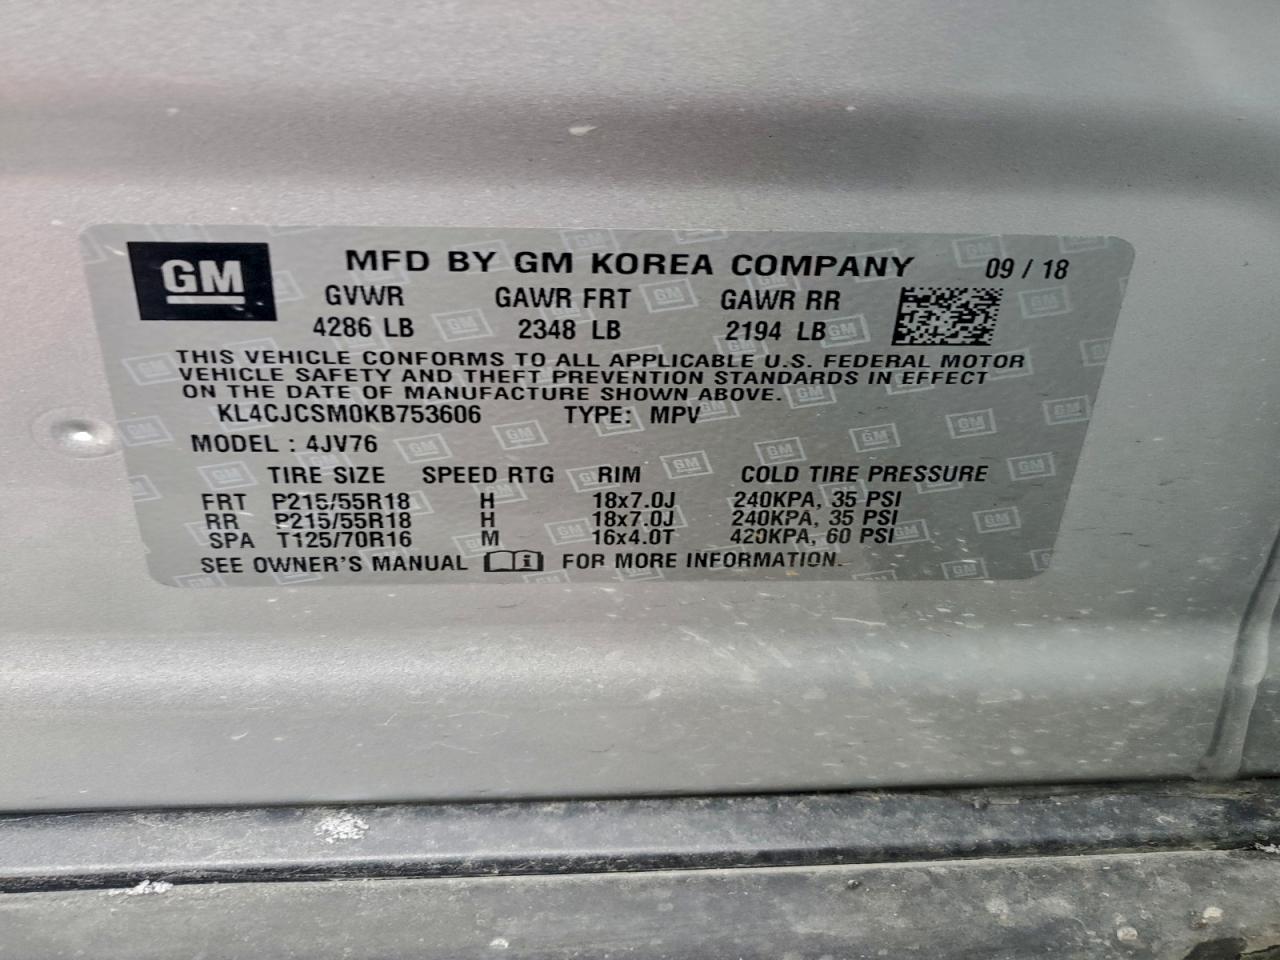 GM MFD BY GM KOREA COMPANY 09 / 18
GVWR GAWR FRT GAWR RR
4286 LB 2348 LB 2194 LB
THIS VEHICLE CONFORMS TO ALL APPLICABLE U.S. FEDERAL MOTOR
VEHICLE SAFETY AND THEFT PREVENTION STANDARDS IN EFFECT
ON THE DATE OF MANUFACTURE SHOWN ABOVE.
KL4CJCSM0KB753606 TYPE: MPV
MODEL : 4JV76
TIRE SIZE SPEED RTG RIM COLD TIRE PRESSURE
FRT P215/55R18 H 18x7.0J 240KPA, 35 PSI
RR P215/55R18 H 18x7.0J 240KPA, 35 PSI
SPA T125/70R16 M 16x4.0T 420KPA, 60 PSI
SEE OWNER'S MANUAL i FOR MORE INFORMATION.